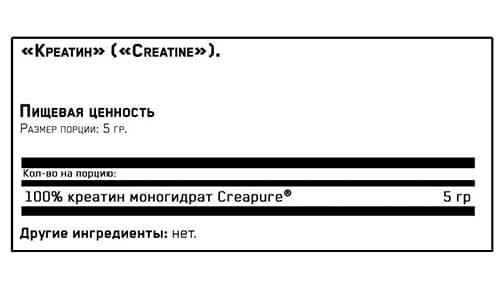 «Креатин» («Creatine»).
Пищевая ценность
Размер порции: 5 гр.
Кол-во на порцию:
100% креатин моногидрат Creapure® 5 гр
Другие ингредиенты: нет.